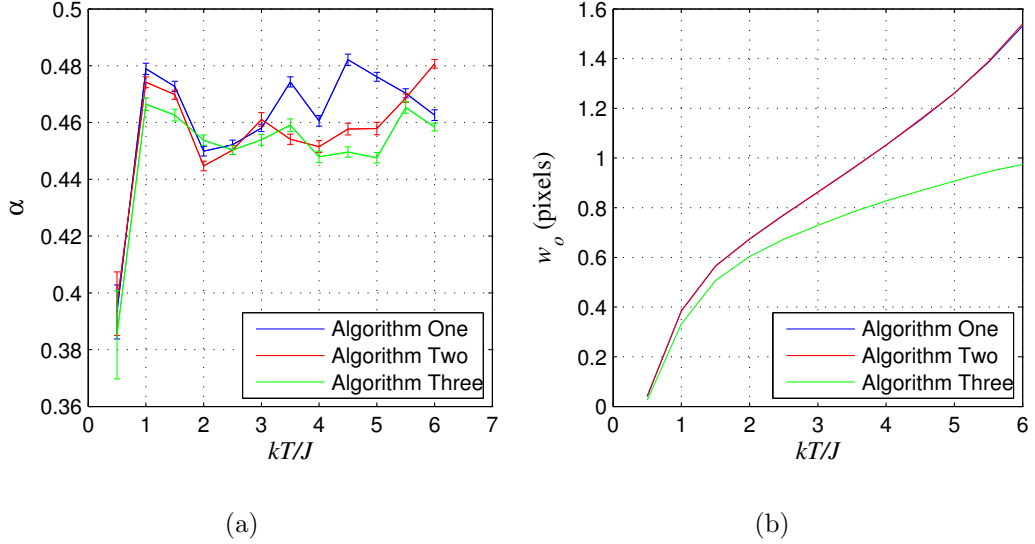 0.5
0.48
0.46
0.44
0.42
0.4
0.38
0.36
α
0 1 2 3 4 5 6 7
kT/J
Algorithm One
Algorithm Two
Algorithm Three
(a)
1.6
1.4
1.2
1
0.8
0.6
0.4
0.2
0
w_o (pixels)
0 1 2 3 4 5 6
kT/J
Algorithm One
Algorithm Two
Algorithm Three
(b)